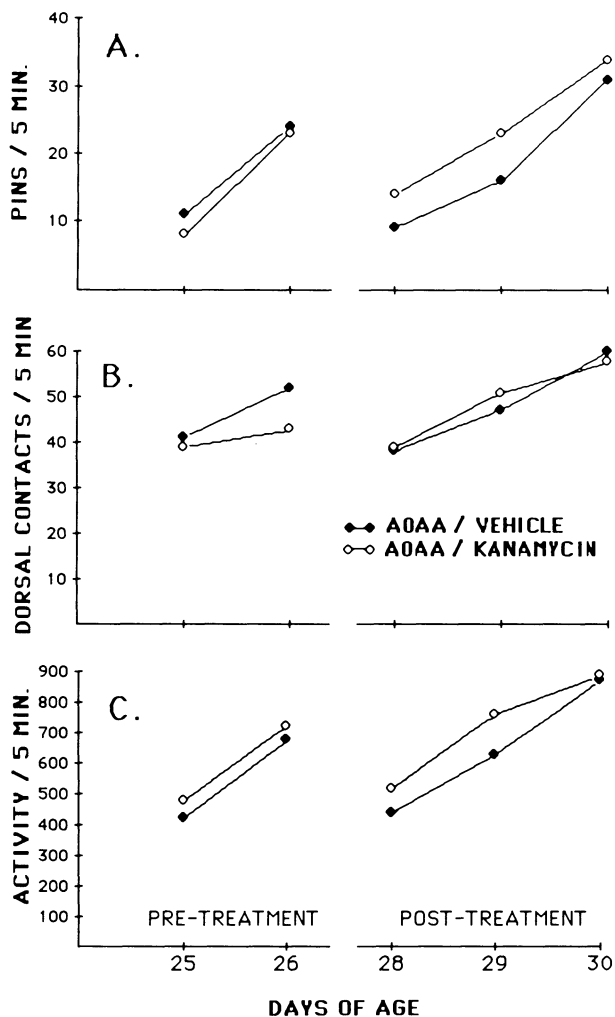 A.
PINS / 5 MIN.
40
30
20
10
B.
DORSAL CONTACTS / 5 MIN
60
50
40
30
20
10
AOAA / VEHICLE
AOAA / KANAMYCIN
C.
ACTIVITY / 5 MIN.
900
800
700
600
500
400
300
200
100
PRE-TREATMENT
POST-TREATMENT
25 26 28 29 30
DAYS OF AGE